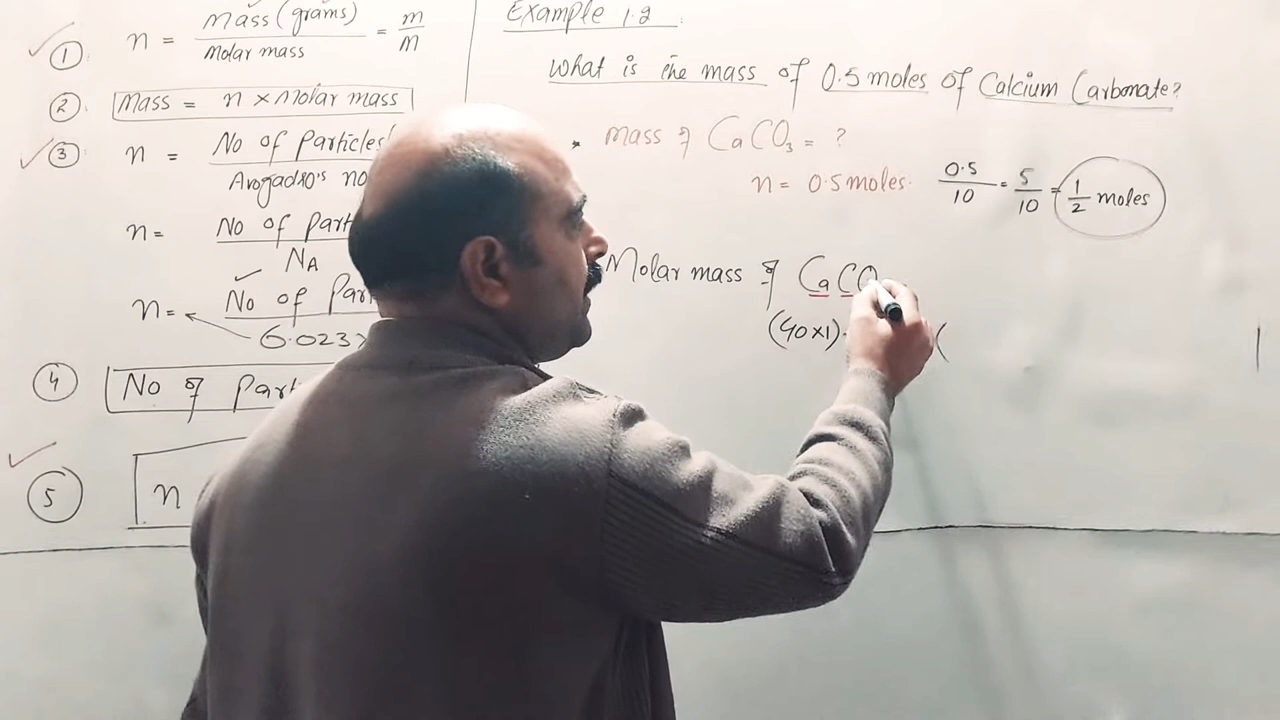 1 n = Mass (grams) / Molar mass = m / M
2 Mass = n × Molar mass
3 n = No of Particles / Avogadro's no
n = No of Part / NA
n = No of Par / 6.023×
4 No of Part
5 n
Example 1.2
What is the mass of 0.5 moles of Calcium Carbonate?
mass of CaCO3 = ?
n = 0.5 moles. 0.5 / 10 = 5 / 10 = 1 / 2 moles
Molar mass of CaCO
(40×1) (